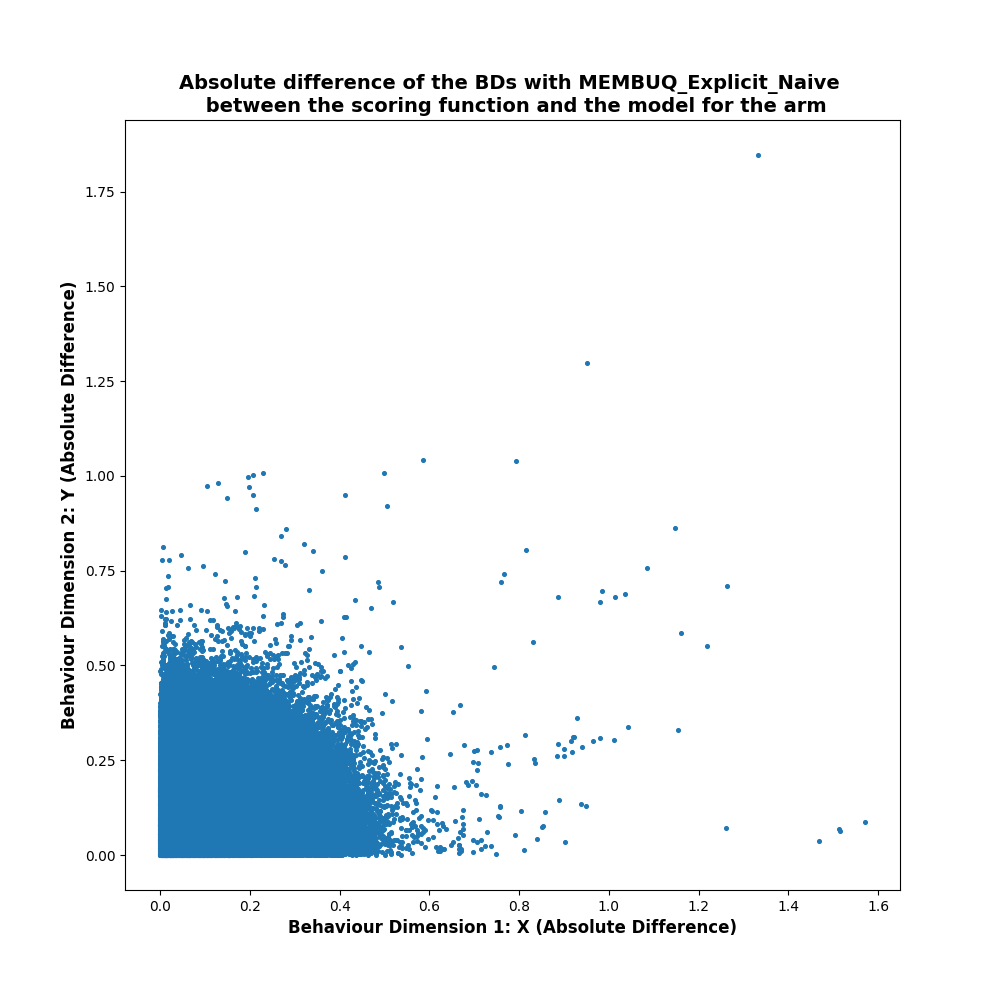 Absolute difference of the BDs with MEMBUQ_Explicit_Naive
between the scoring function and the model for the arm
1.75
1.50
1.25
1.00
0.75
0.50
0.25
0.00
Behaviour Dimension 2: Y (Absolute Difference)
0.0 0.2 0.4 0.6 0.8 1.0 1.2 1.4 1.6
Behaviour Dimension 1: X (Absolute Difference)